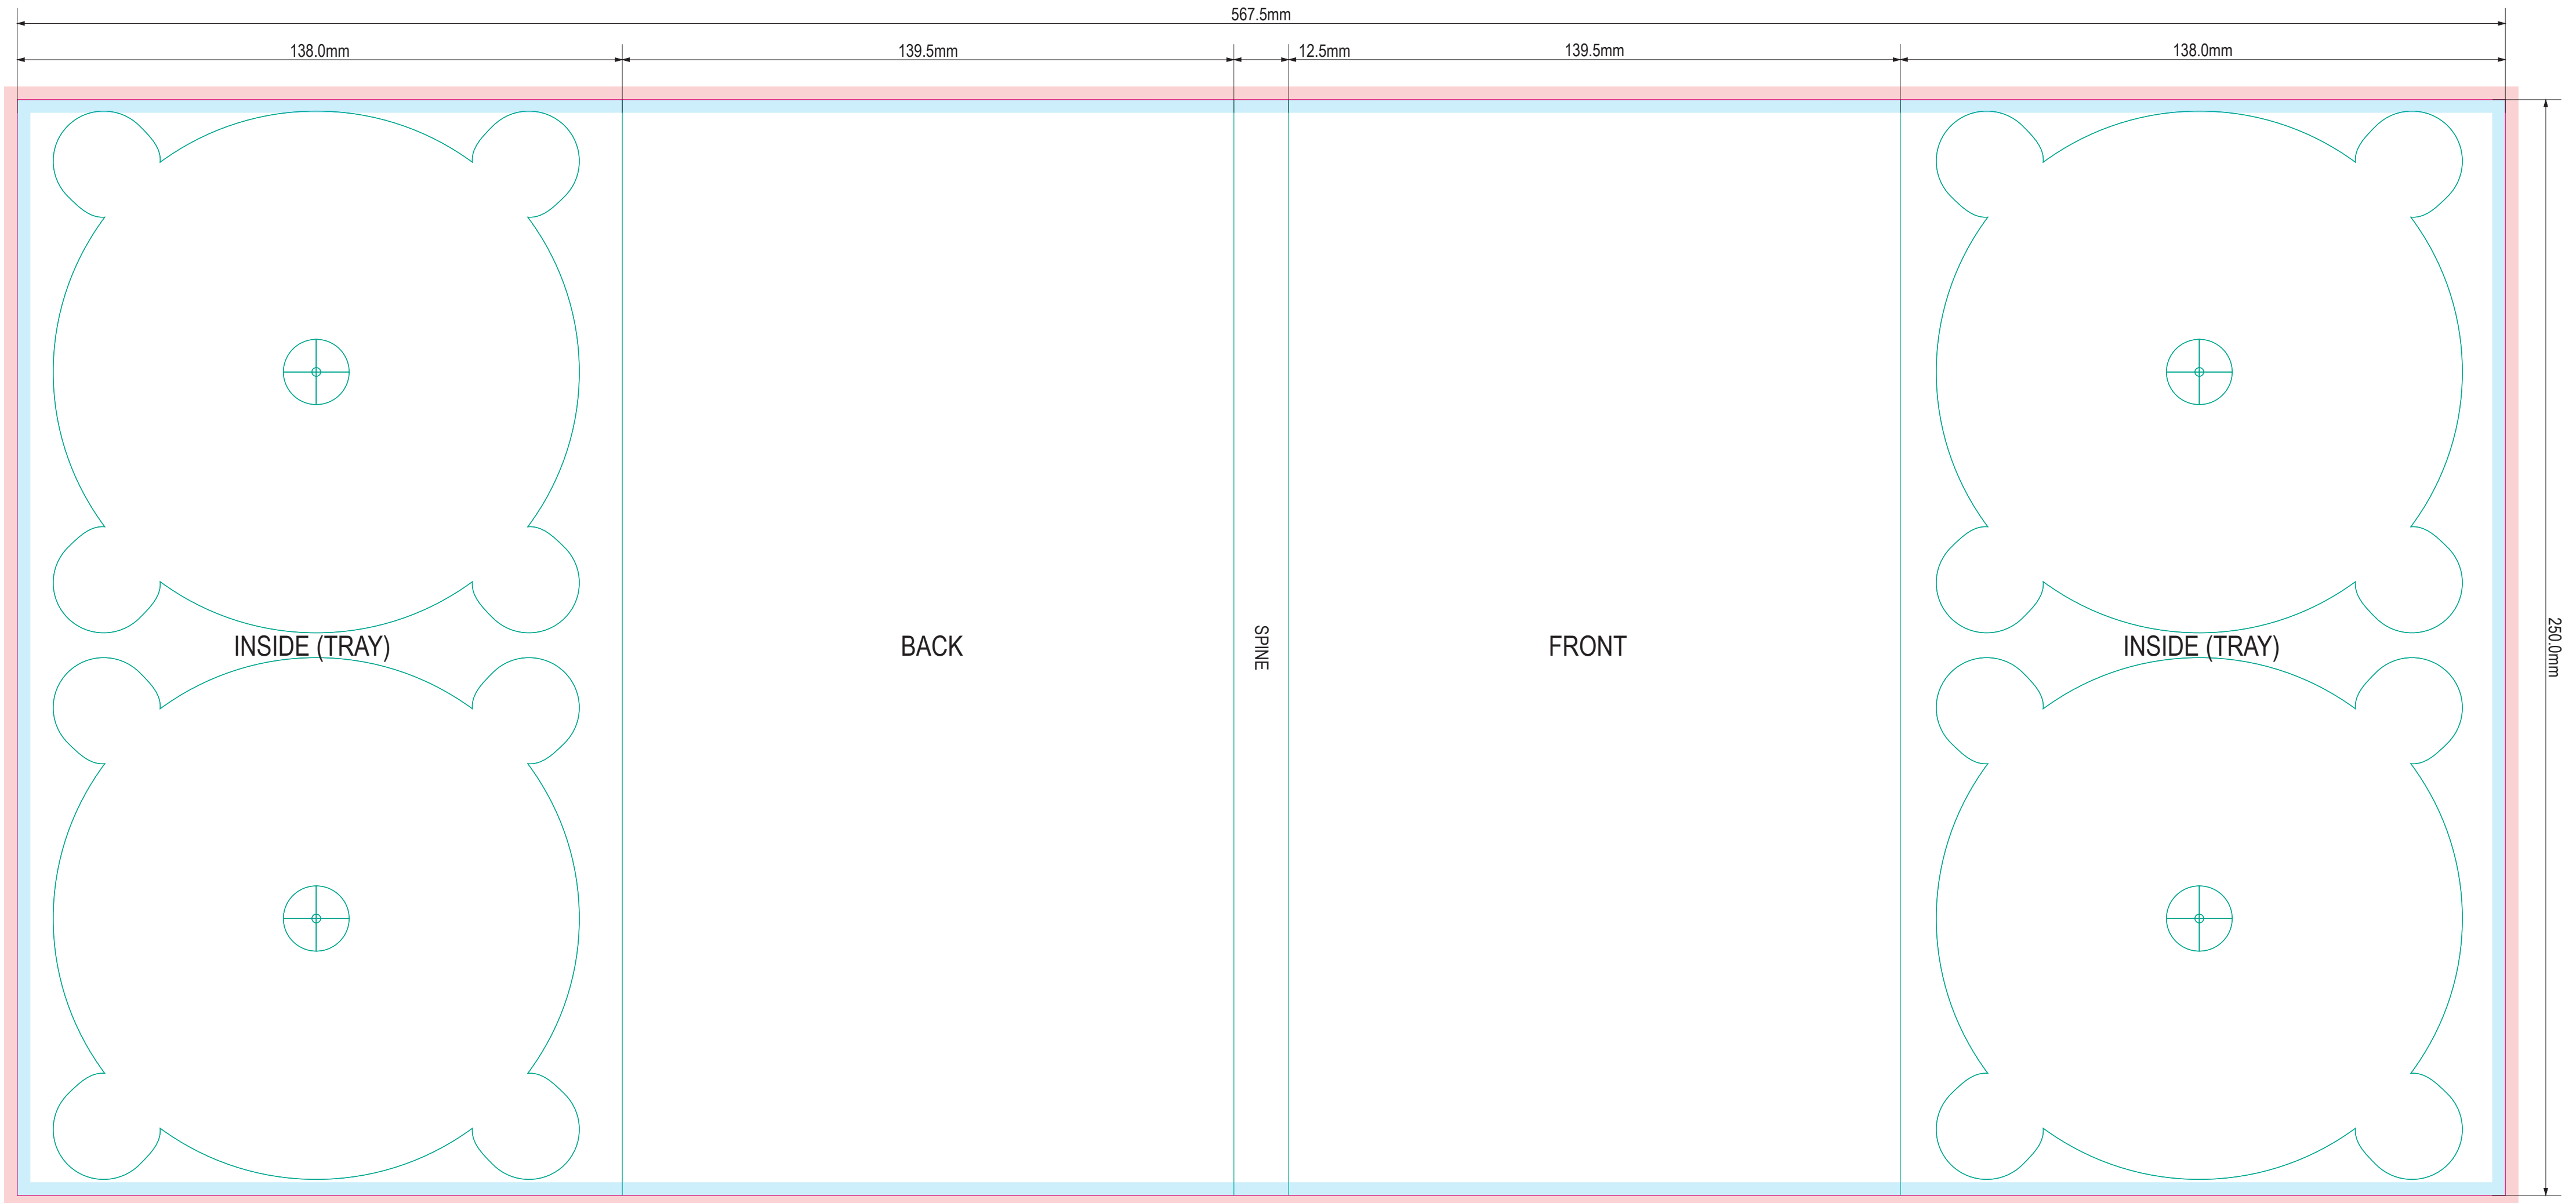 567.5mm
138.0mm
139.5mm
12.5mm
139.5mm
138.0mm
INSIDE (TRAY)
BACK
SPINE
FRONT
INSIDE (TRAY)
250.0mm